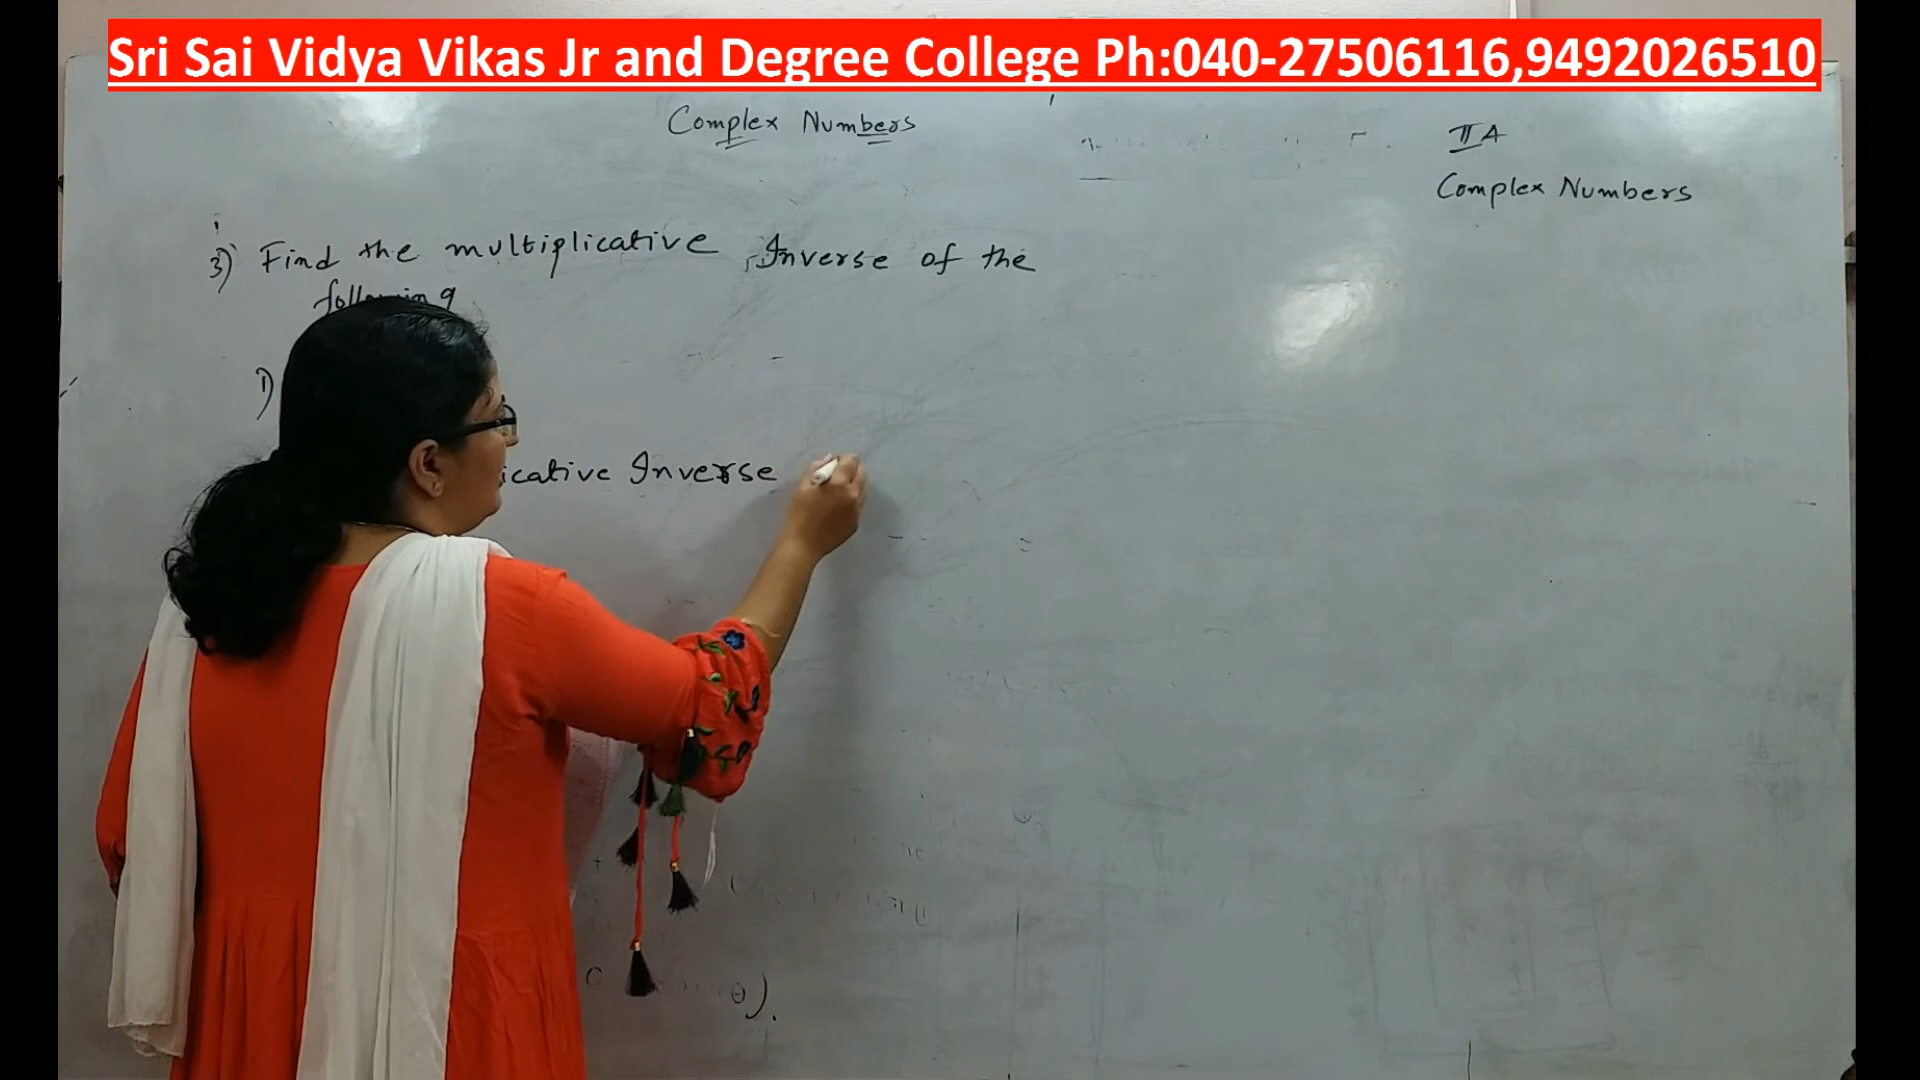 Sri Sai Vidya Vikas Jr and Degree College Ph:040-27506116,9492026510
Complex Numbers
II A
Complex Numbers
3) Find the multiplicative Inverse of the
following
1)
icative Inverse
θ).